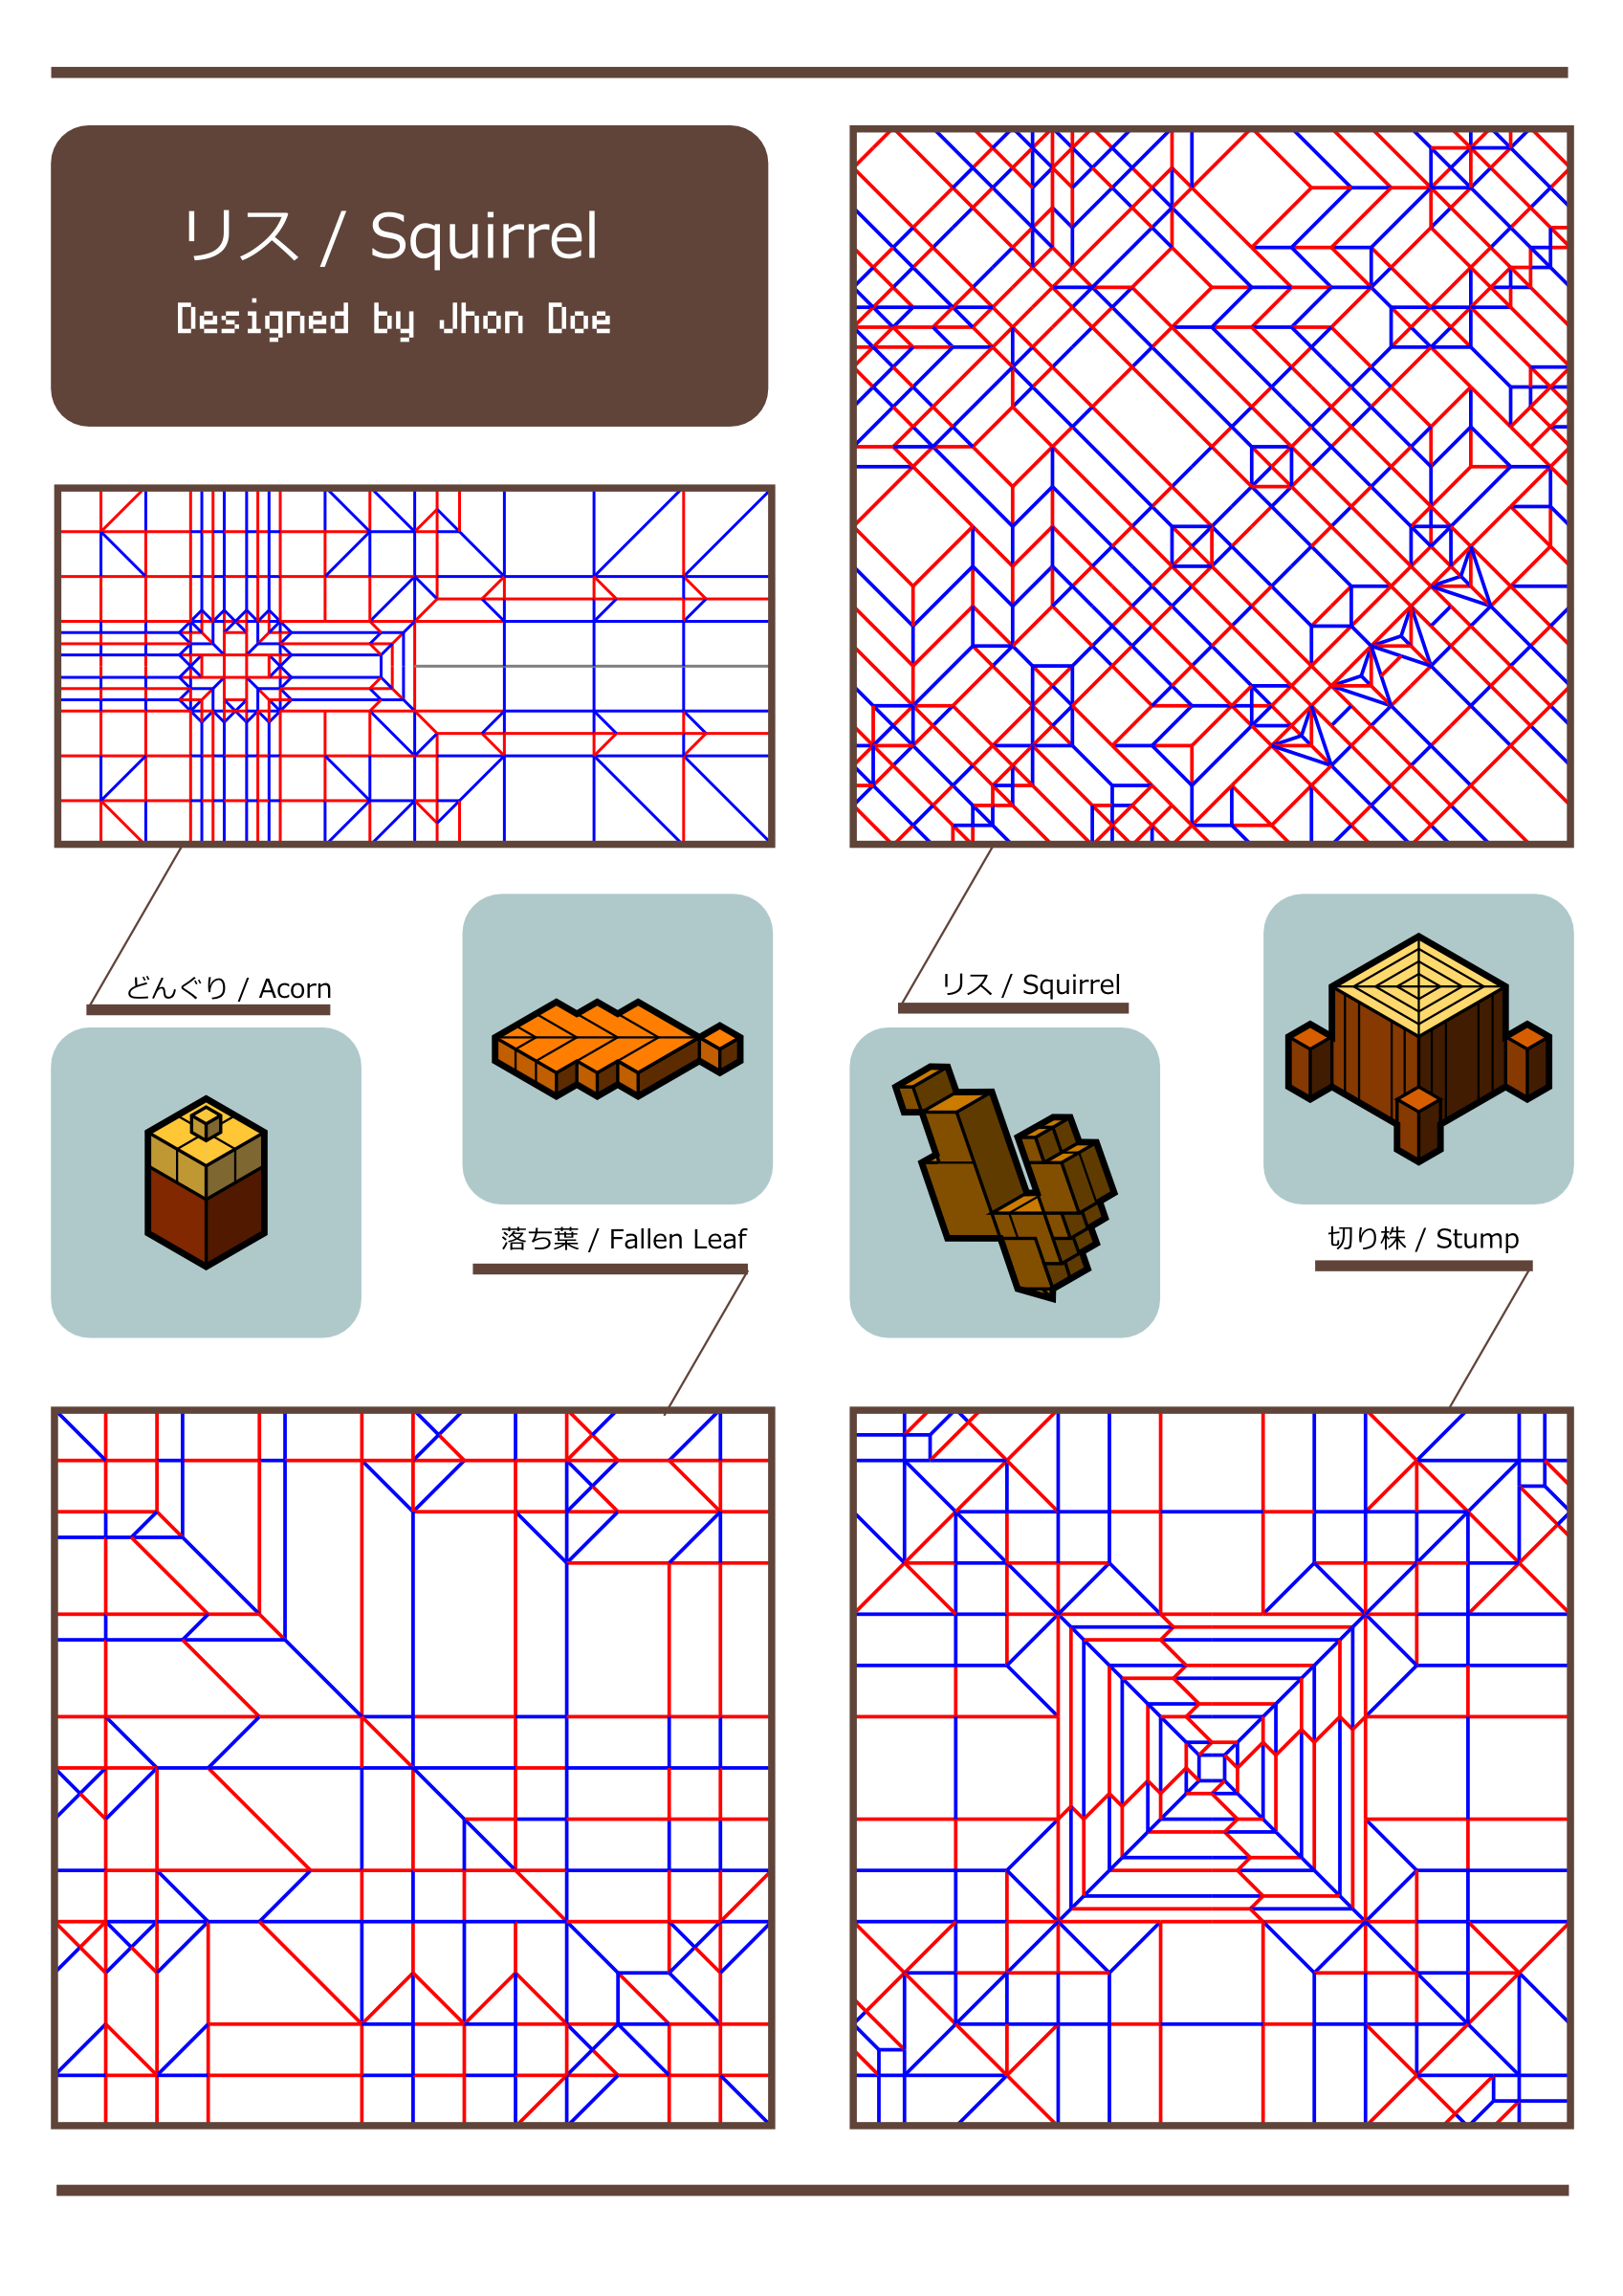 リス / Squirrel
Designed by Jhon Doe
どんぐり / Acorn
リス / Squirrel
落ち葉 / Fallen Leaf
切り株 / Stump